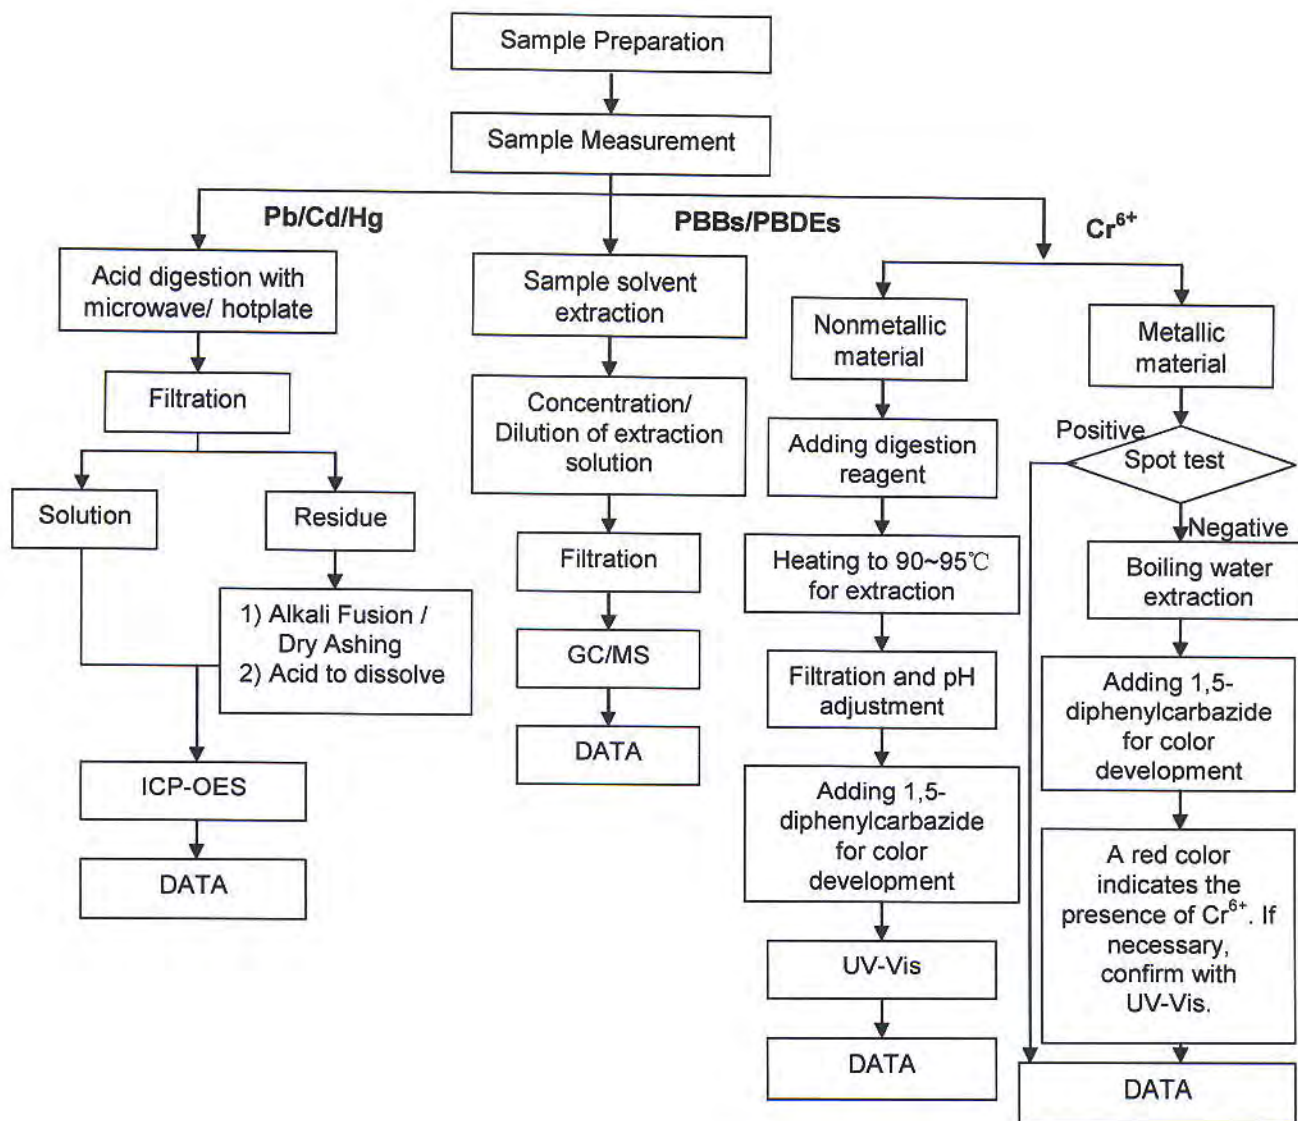 Sample Preparation
Sample Measurement
Pb/Cd/Hg
PBBs/PBDEs
Cr⁶⁺
Acid digestion with
microwave/ hotplate
Filtration
Solution
Residue
1) Alkali Fusion /
Dry Ashing
2) Acid to dissolve
ICP-OES
DATA
Sample solvent
extraction
Concentration/
Dilution of extraction
solution
Filtration
GC/MS
DATA
Nonmetallic
material
Adding digestion
reagent
Heating to 90~95℃
for extraction
Filtration and pH
adjustment
Adding 1,5-
diphenylcarbazide
for color
development
UV-Vis
DATA
Metallic
material
Positive
Spot test
Negative
Boiling water
extraction
Adding 1,5-
diphenylcarbazide
for color
development
A red color
indicates the
presence of Cr⁶⁺. If
necessary,
confirm with
UV-Vis.
DATA